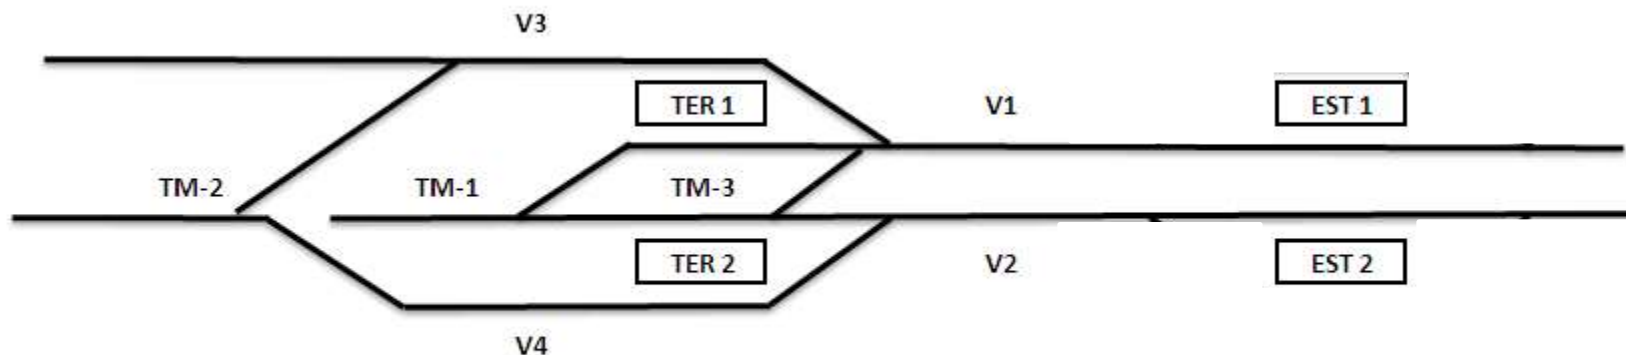 V3
TER 1
V1
EST 1
TM-2
TM-1
TM-3
TER 2
V2
EST 2
V4